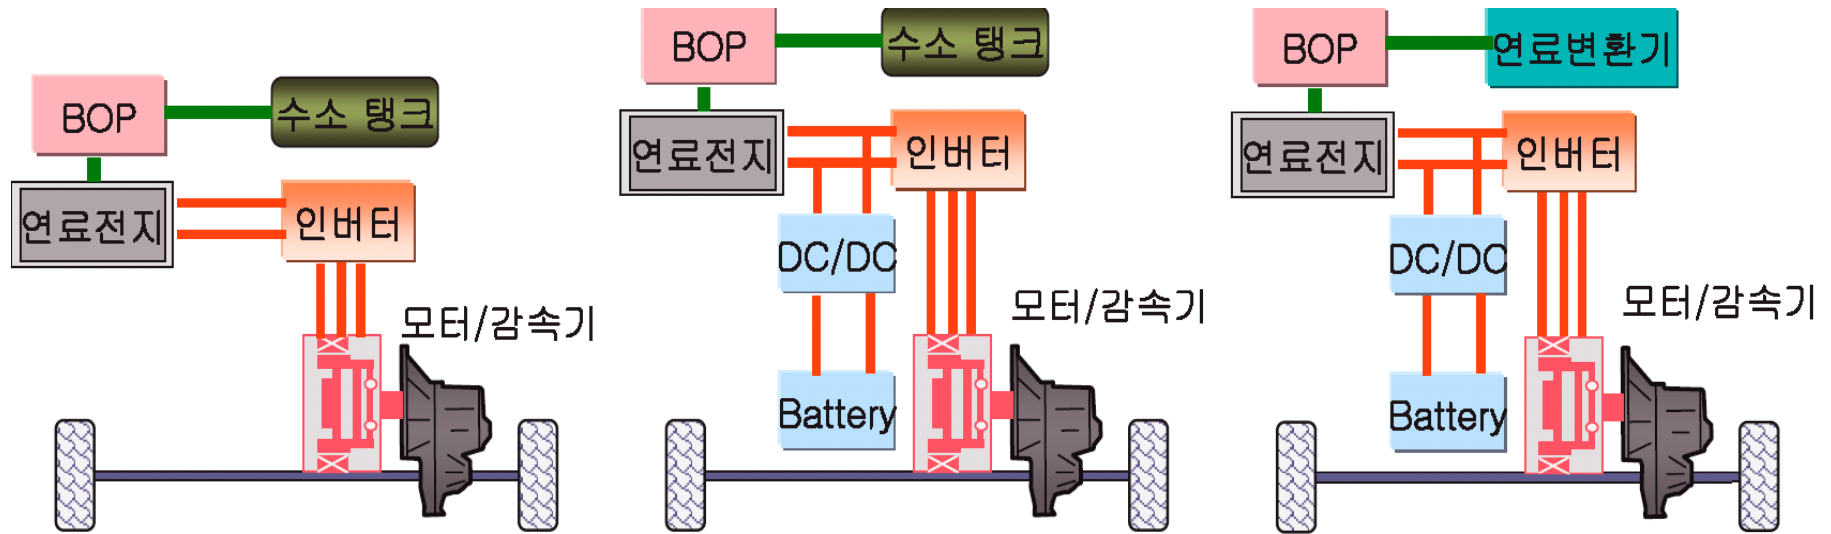 BOP
수소 탱크
연료전지
인버터
모터/감속기
BOP
수소 탱크
연료전지
인버터
DC/DC
모터/감속기
Battery
BOP
연료변환기
연료전지
인버터
DC/DC
모터/감속기
Battery